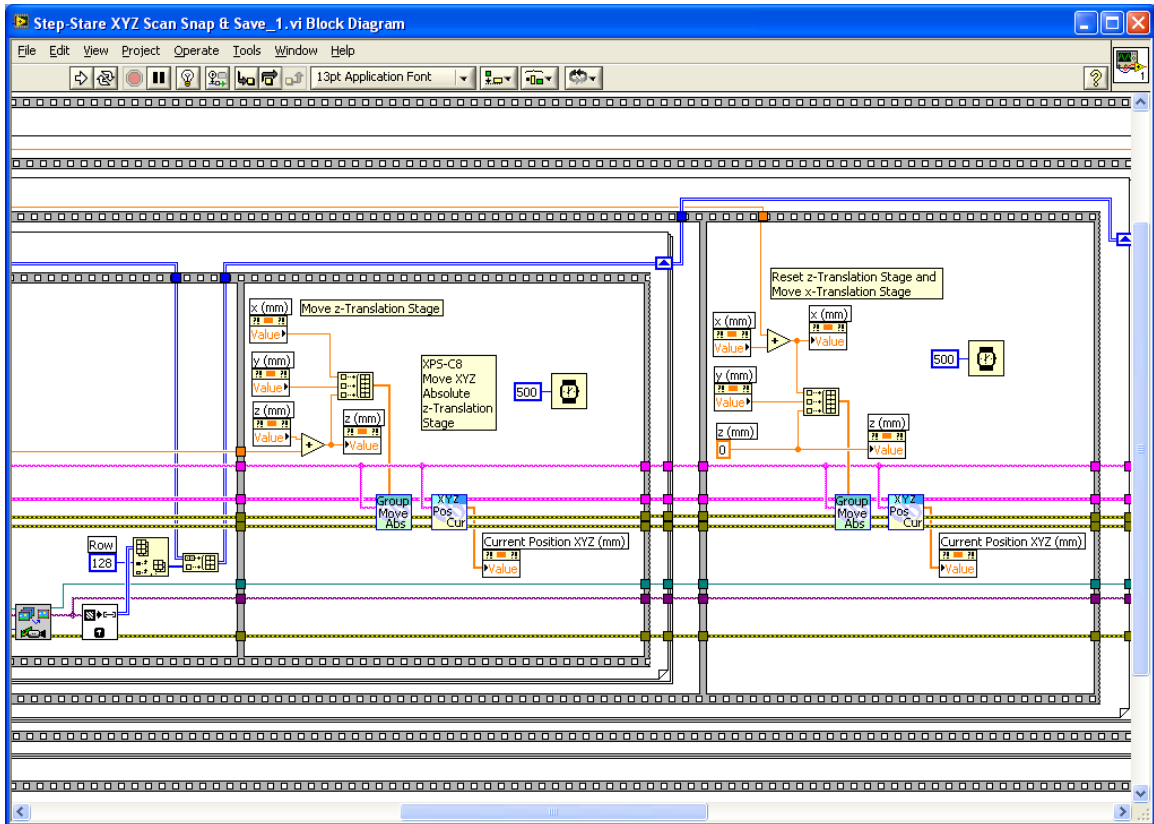 Step-Stare XYZ Scan Snap & Save_1.vi Block Diagram
File Edit View Project Operate Tools Window Help
13pt Application Font
?
1
Reset z-Translation Stage and
Move x-Translation Stage
x (mm)
Value
Move z-Translation Stage
y (mm)
Value
z (mm)
Value
+
z (mm)
Value
XPS-C8
Move XYZ
Absolute
z-Translation
Stage
500
x (mm)
Value
+
x (mm)
Value
y (mm)
Value
z (mm)
0
z (mm)
Value
500
Group
Move
Abs
XYZ
Pos
Cur
Current Position XYZ (mm)
Value
Group
Move
Abs
XYZ
Pos
Cur
Current Position XYZ (mm)
Value
Row
128